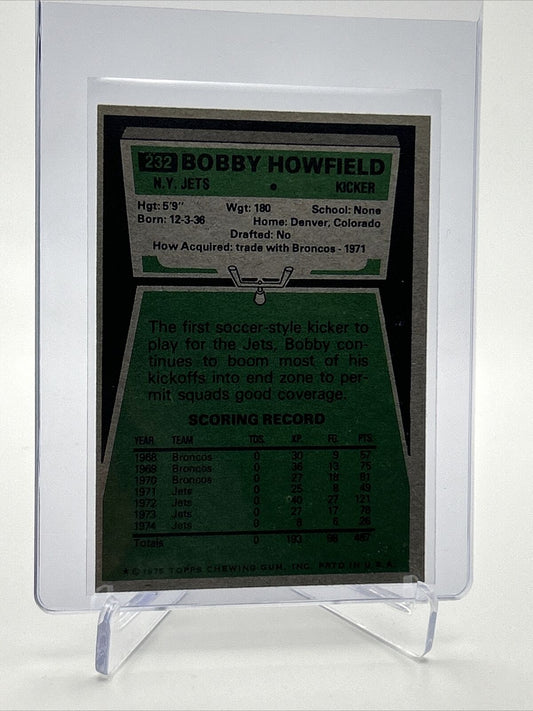 232 BOBBY HOWFIELD
N.Y. JETS • KICKER
Hgt: 5'9" Wgt: 180 School: None
Born: 12-3-36 Home: Denver, Colorado
Drafted: No
How Acquired: trade with Broncos - 1971
The first soccer-style kicker to
play for the Jets, Bobby con-
tinues to boom most of his
kickoffs into end zone to per-
mit squads good coverage.
SCORING RECORD
YEAR TEAM TDS. XP. FG. PTS.
1968 Broncos 0 30 9 57
1969 Broncos 0 36 13 75
1970 Broncos 0 27 18 81
1971 Jets 0 25 8 49
1972 Jets 0 40 27 121
1973 Jets 0 27 17 78
1974 Jets 0 8 6 26
Totals 0 193 98 487
* © 1975 TOPPS CHEWING GUM, INC. PRTD IN U.S.A.